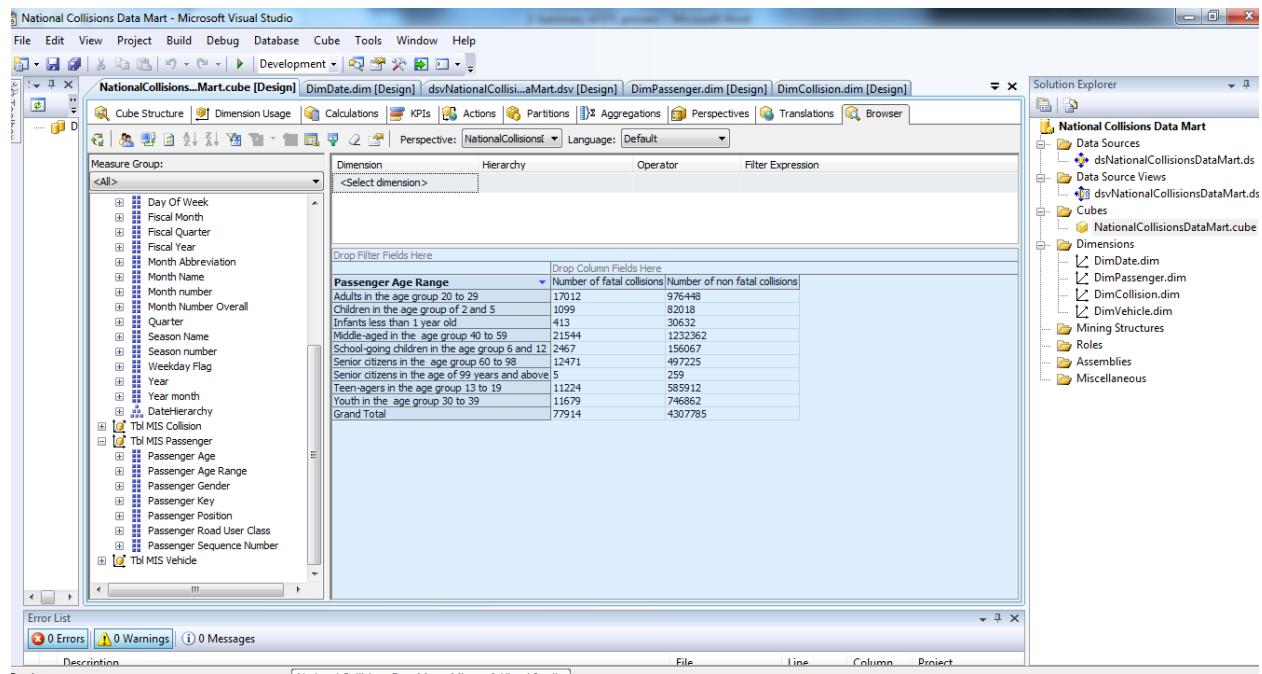 National Collisions Data Mart - Microsoft Visual Studio
File Edit View Project Build Debug Database Cube Tools Window Help
Development
NationalCollisions...Mart.cube [Design] DimDate.dim [Design] dsvNationalCollisi...aMart.dsv [Design] DimPassenger.dim [Design] DimCollision.dim [Design]
Cube Structure Dimension Usage Calculations KPIs Actions Partitions Aggregations Perspectives Translations Browser
Perspective: NationalCollisionsI Language: Default
Measure Group:
<All>
Day Of Week
Fiscal Month
Fiscal Quarter
Fiscal Year
Month Abbreviation
Month Name
Month number
Month Number Overall
Quarter
Season Name
Season number
Weekday Flag
Year
Year month
DateHierarchy
Tbl MIS Collision
Tbl MIS Passenger
Passenger Age
Passenger Age Range
Passenger Gender
Passenger Key
Passenger Position
Passenger Road User Class
Passenger Sequence Number
Tbl MIS Vehicle
Dimension Hierarchy Operator Filter Expression
<Select dimension>
Drop Filter Fields Here
Drop Column Fields Here
Passenger Age Range Number of fatal collisions Number of non fatal collisions
Adults in the age group 20 to 29 17012 976448
Children in the age group of 2 and 5 1099 82018
Infants less than 1 year old 413 30632
Middle-aged in the age group 40 to 59 21544 1232362
School-going children in the age group 6 and 12 2467 156067
Senior citizens in the age group 60 to 98 12471 497225
Senior citizens in the age of 99 years and above 5 259
Teen-agers in the age group 13 to 19 11224 585912
Youth in the age group 30 to 39 11679 746862
Grand Total 77914 4307785
Solution Explorer
National Collisions Data Mart
Data Sources
dsNationalCollisionsDataMart.ds
Data Source Views
dsvNationalCollisionsDataMart.ds
Cubes
NationalCollisionsDataMart.cube
Dimensions
DimDate.dim
DimPassenger.dim
DimCollision.dim
DimVehicle.dim
Mining Structures
Roles
Assemblies
Miscellaneous
Error List
0 Errors 0 Warnings 0 Messages
Description File Line Column Project